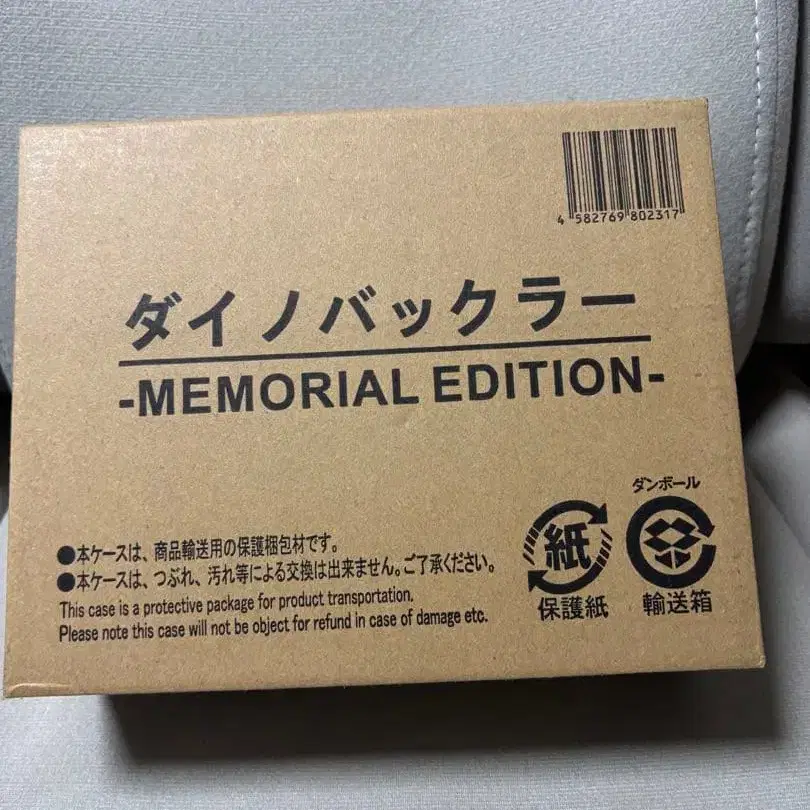 4 582769 802317
ダイノバックラー
-MEMORIAL EDITION-
●本ケースは、商品輸送用の保護梱包材です。
●本ケースは、つぶれ、汚れ等による交換は出来ません。ご了承ください。
This case is a protective package for product transportation.
Please note this case will not be object for refund in case of damage etc.
紙
保護紙
ダンボール
輸送箱